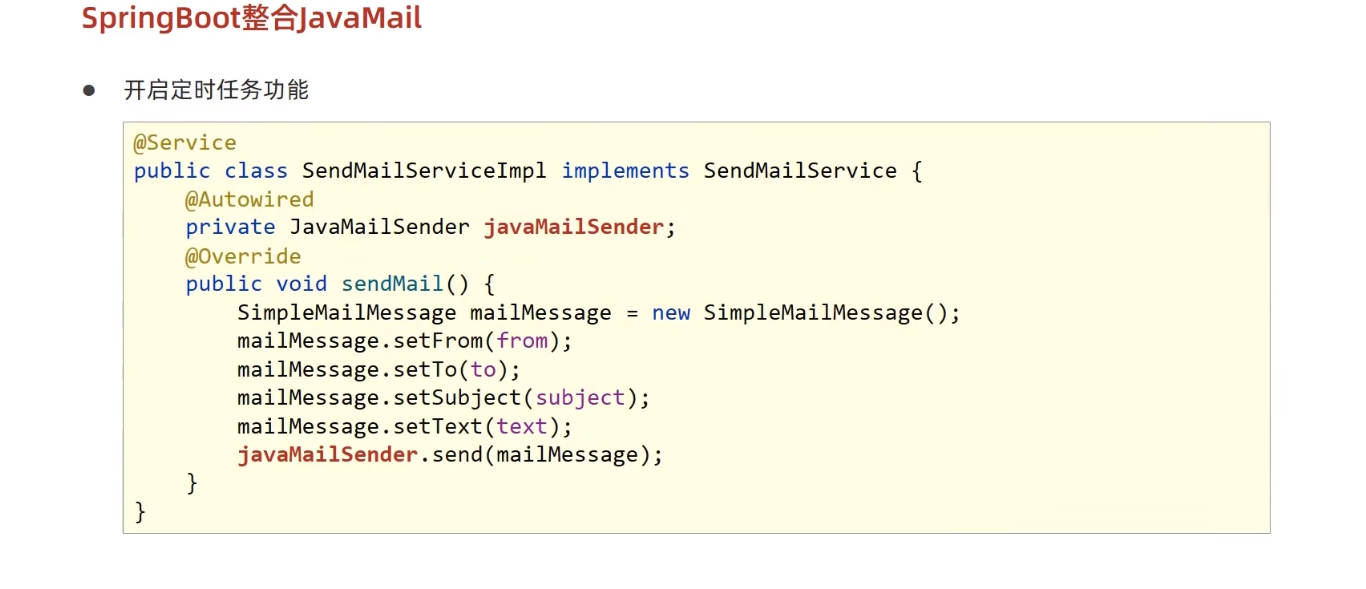 SpringBoot整合JavaMail
● 开启定时任务功能
@Service
public class SendMailServiceImpl implements SendMailService {
    @Autowired
    private JavaMailSender javaMailSender;
    @Override
    public void sendMail() {
        SimpleMailMessage mailMessage = new SimpleMailMessage();
        mailMessage.setFrom(from);
        mailMessage.setTo(to);
        mailMessage.setSubject(subject);
        mailMessage.setText(text);
        javaMailSender.send(mailMessage);
    }
}